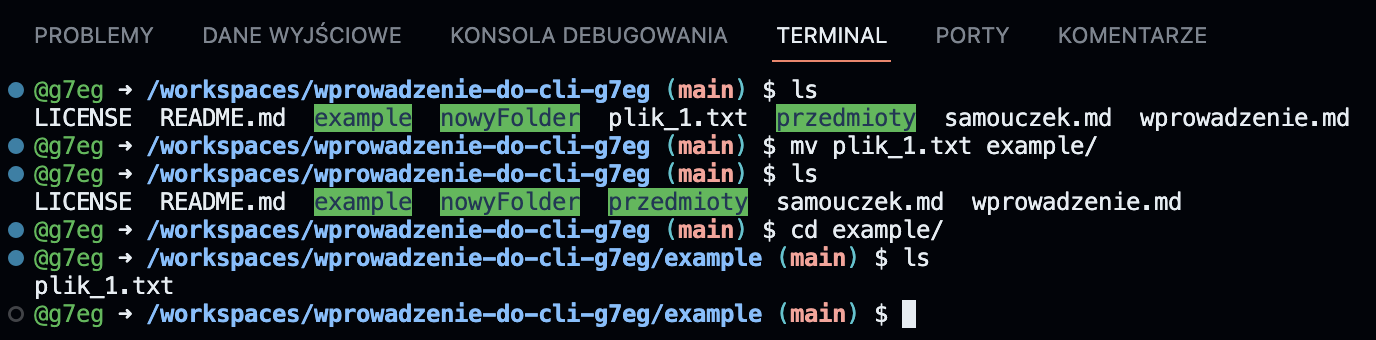 PROBLEMY DANE WYJŚCIOWE KONSOLA DEBUGOWANIA TERMINAL PORTY KOMENTARZE
@g7eg ➜ /workspaces/wprowadzenie-do-cli-g7eg (main) $ ls
LICENSE README.md example nowyFolder plik_1.txt przedmioty samouczek.md wprowadzenie.md
@g7eg ➜ /workspaces/wprowadzenie-do-cli-g7eg (main) $ mv plik_1.txt example/
@g7eg ➜ /workspaces/wprowadzenie-do-cli-g7eg (main) $ ls
LICENSE README.md example nowyFolder przedmioty samouczek.md wprowadzenie.md
@g7eg ➜ /workspaces/wprowadzenie-do-cli-g7eg (main) $ cd example/
@g7eg ➜ /workspaces/wprowadzenie-do-cli-g7eg/example (main) $ ls
plik_1.txt
@g7eg ➜ /workspaces/wprowadzenie-do-cli-g7eg/example (main) $